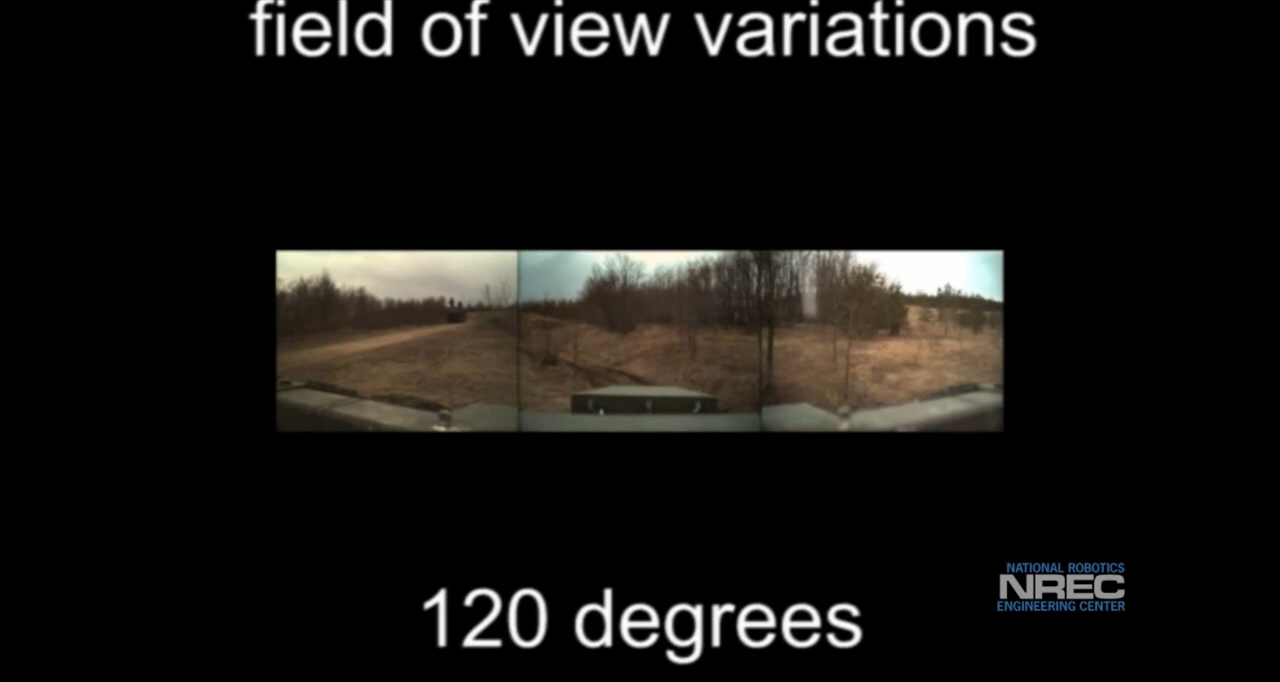 field of view variations
120 degrees
NATIONAL ROBOTICS
NREC
ENGINEERING CENTER